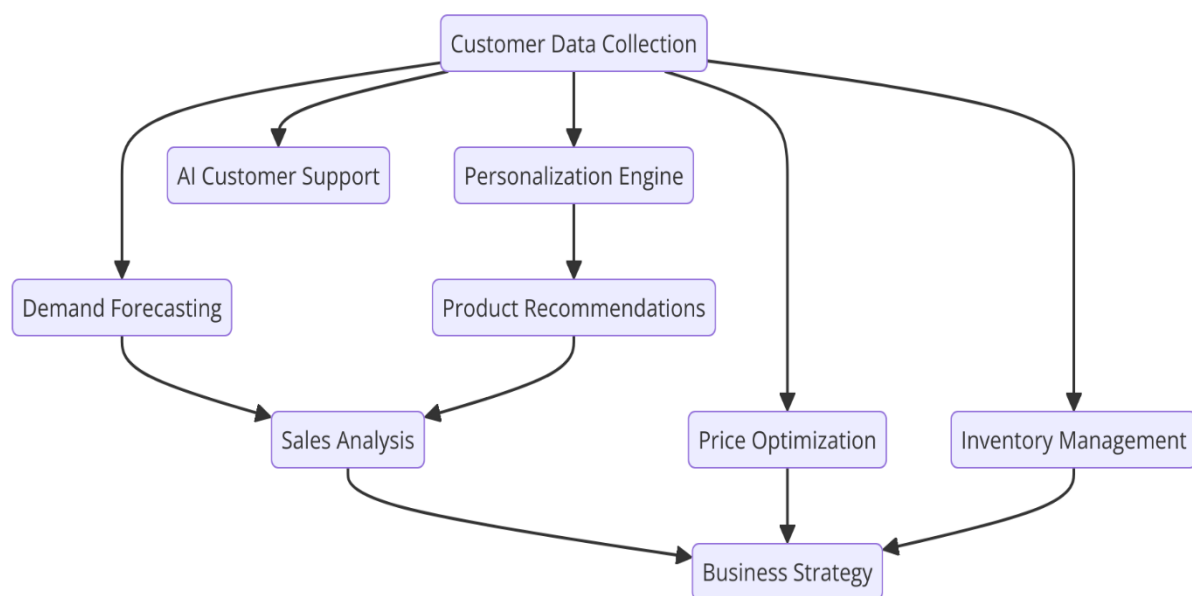 Customer Data Collection
AI Customer Support
Personalization Engine
Demand Forecasting
Product Recommendations
Sales Analysis
Price Optimization
Inventory Management
Business Strategy